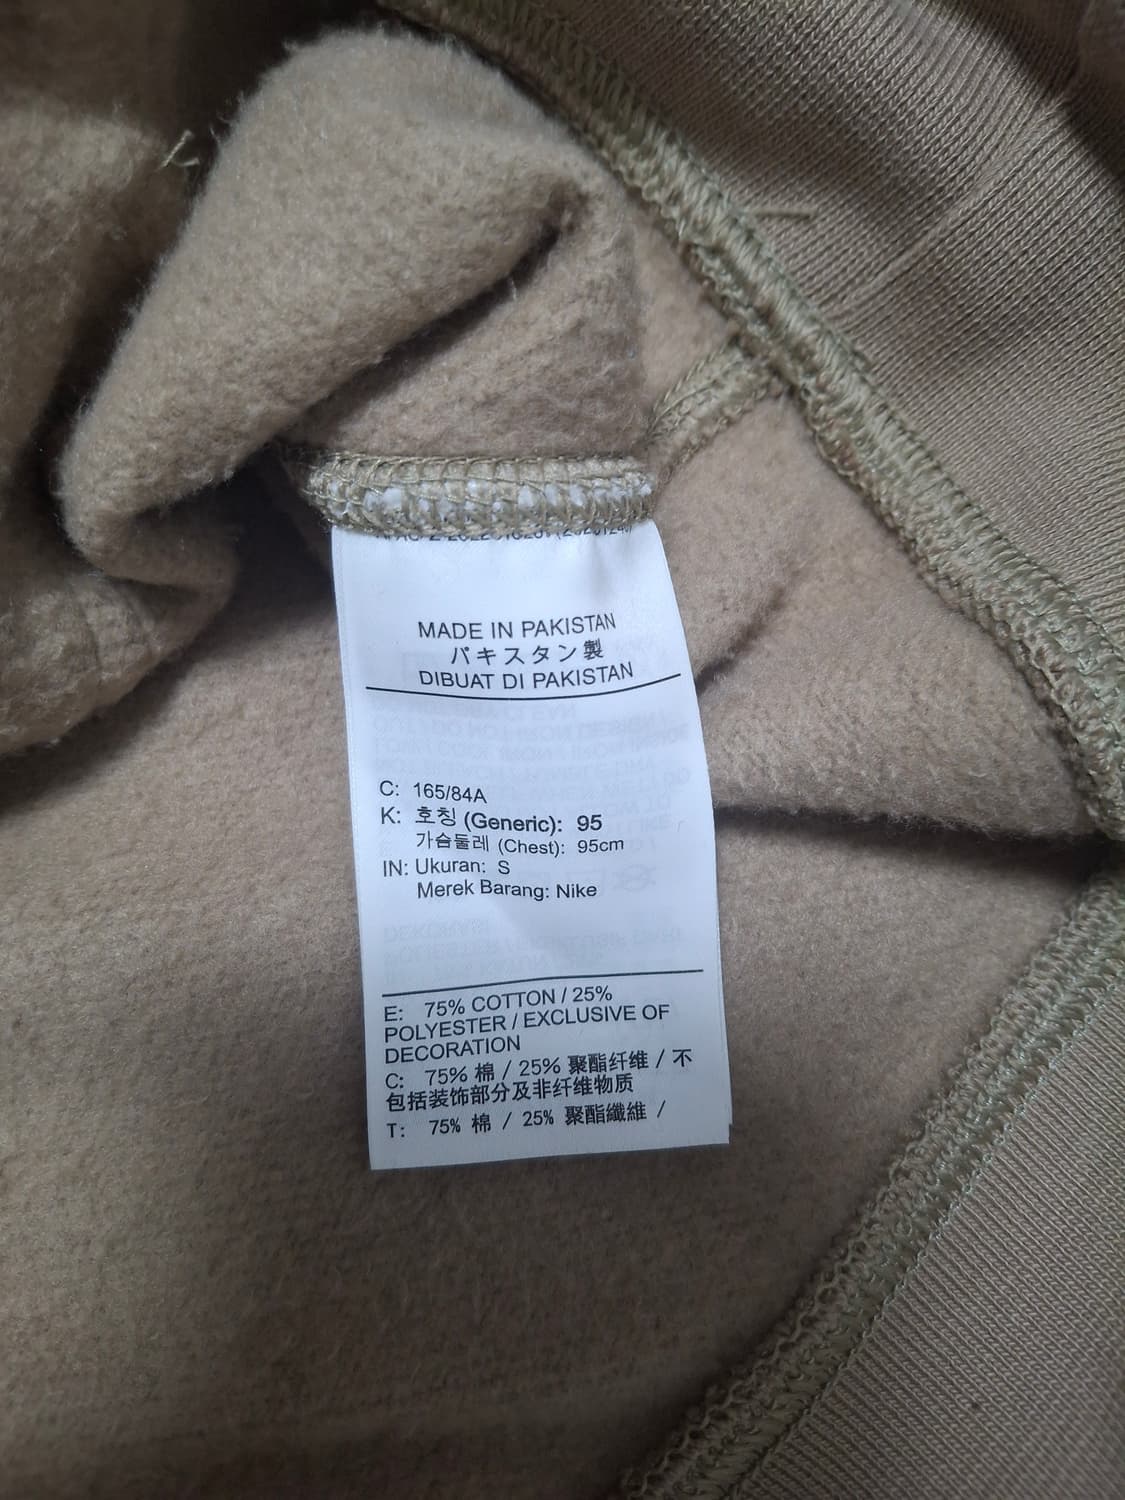 MADE IN PAKISTAN
パキスタン製
DIBUAT DI PAKISTAN
C: 165/84A
K: 호칭 (Generic): 95
가슴둘레 (Chest): 95cm
IN: Ukuran: S
Merek Barang: Nike
E: 75% COTTON / 25%
POLYESTER / EXCLUSIVE OF
DECORATION
C: 75% 棉 / 25% 聚酯纤维 / 不
包括装饰部分及非纤维物质
T: 75% 棉 / 25% 聚酯纖維 /